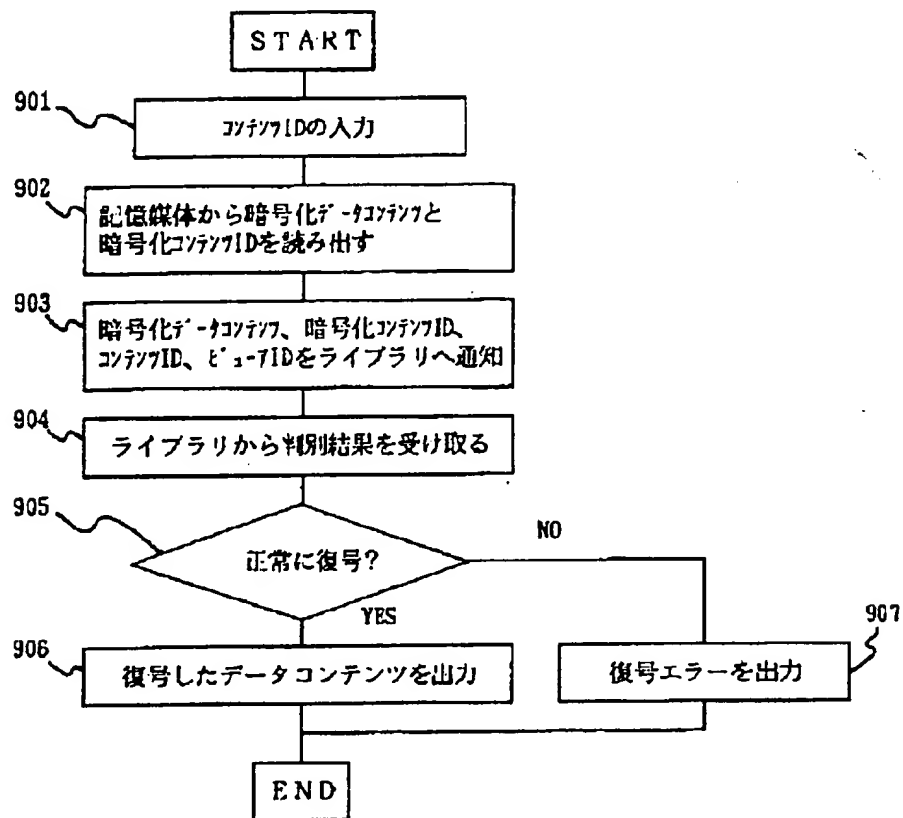 START
901
コンテンツIDの入力
902
記憶媒体から暗号化データコンテンツと
暗号化コンテンツIDを読み出す
903
暗号化データコンテンツ、暗号化コンテンツID、
コンテンツID、ビューアIDをライブラリへ通知
904
ライブラリから判別結果を受け取る
905
正常に復号?
NO
YES
906
復号したデータコンテンツを出力
907
復号エラーを出力
END